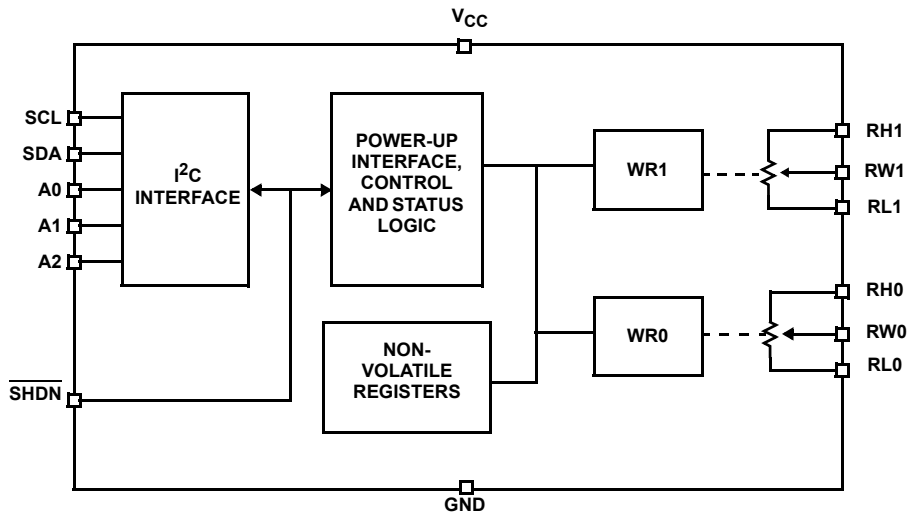 VCC
SCL
SDA
A0
A1
A2
SHDN
I2C
INTERFACE
POWER-UP
INTERFACE,
CONTROL
AND STATUS
LOGIC
NON-
VOLATILE
REGISTERS
WR1
WR0
RH1
RW1
RL1
RH0
RW0
RL0
GND